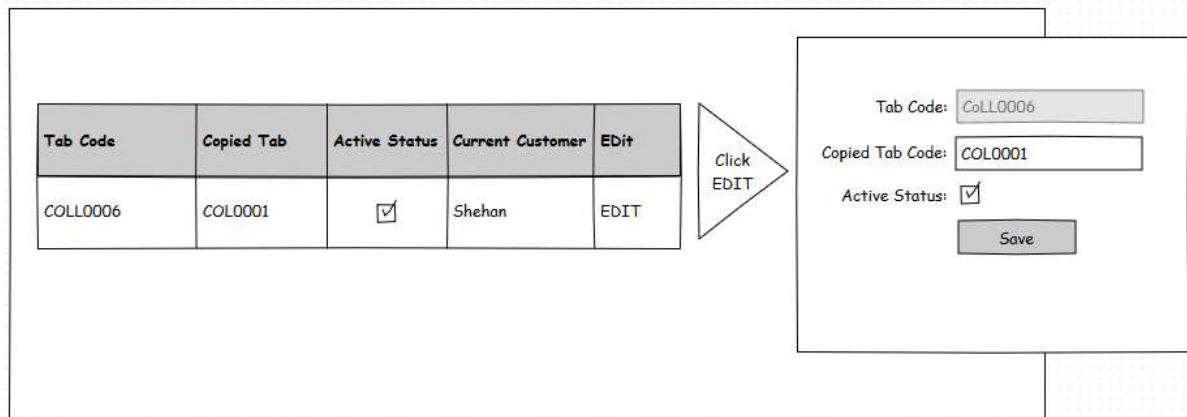 Tab Code Copied Tab Active Status Current Customer EDit
COLL0006 COL0001 Shehan EDIT
Click
EDIT
Tab Code: CoLL0006
Copied Tab Code: COL0001
Active Status:
Save